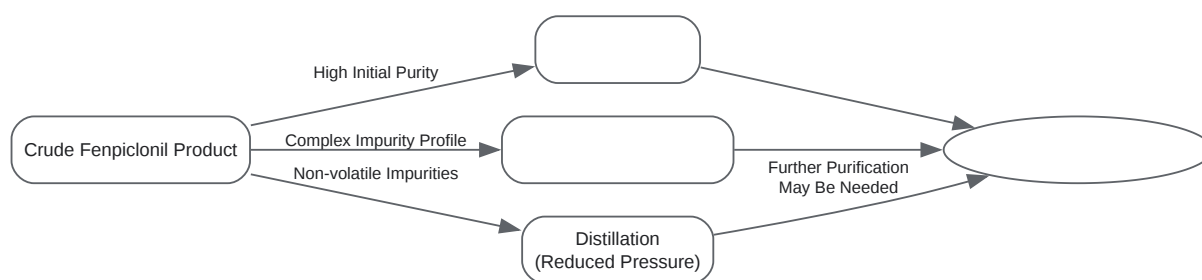 High Initial Purity
Crude Fenpiclonil Product
Complex Impurity Profile
Non-volatile Impurities
Further Purification
May Be Needed
Distillation
(Reduced Pressure)